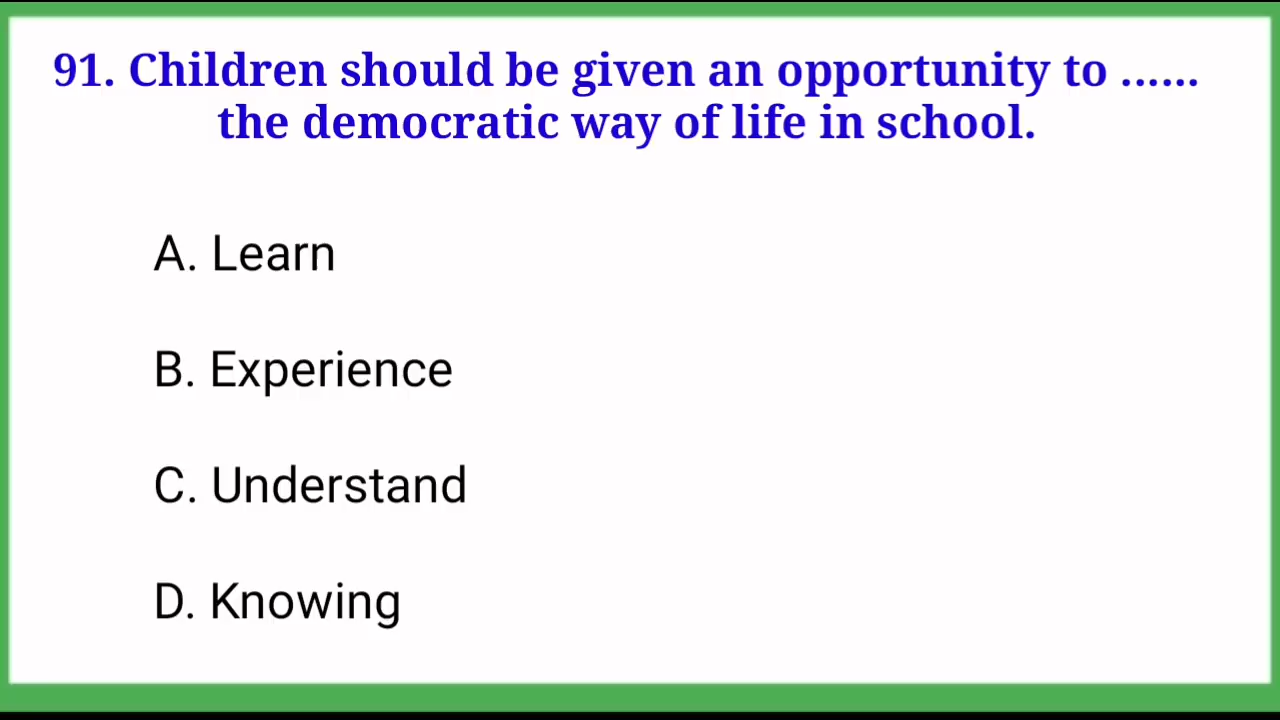 91. Children should be given an opportunity to ......
the democratic way of life in school.
A. Learn
B. Experience
C. Understand
D. Knowing